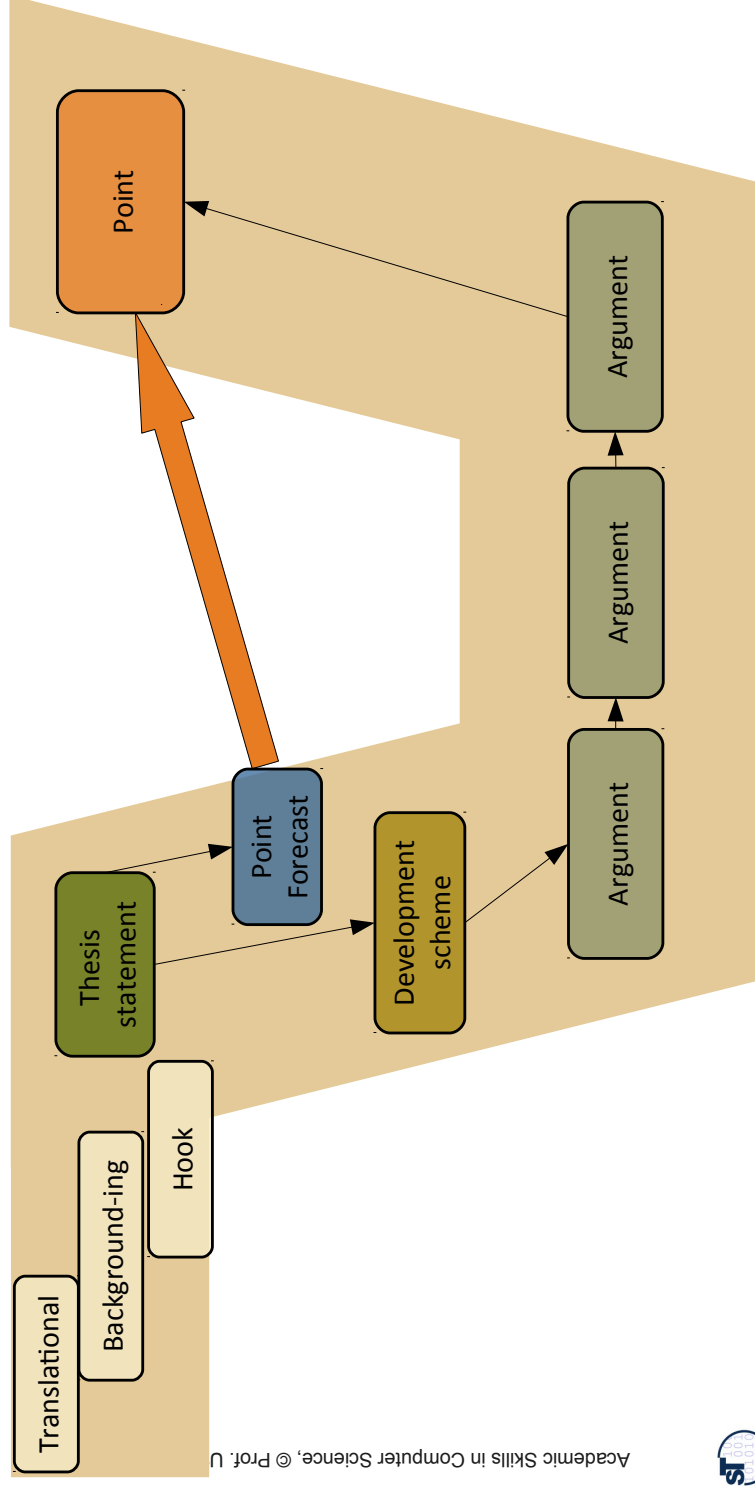 Translational
Background-ing
Hook
Thesis
statement
Point
Forecast
Development
scheme
Argument
Argument
Argument
Point
Academic Skills in Computer Science, © Prof. U
ST